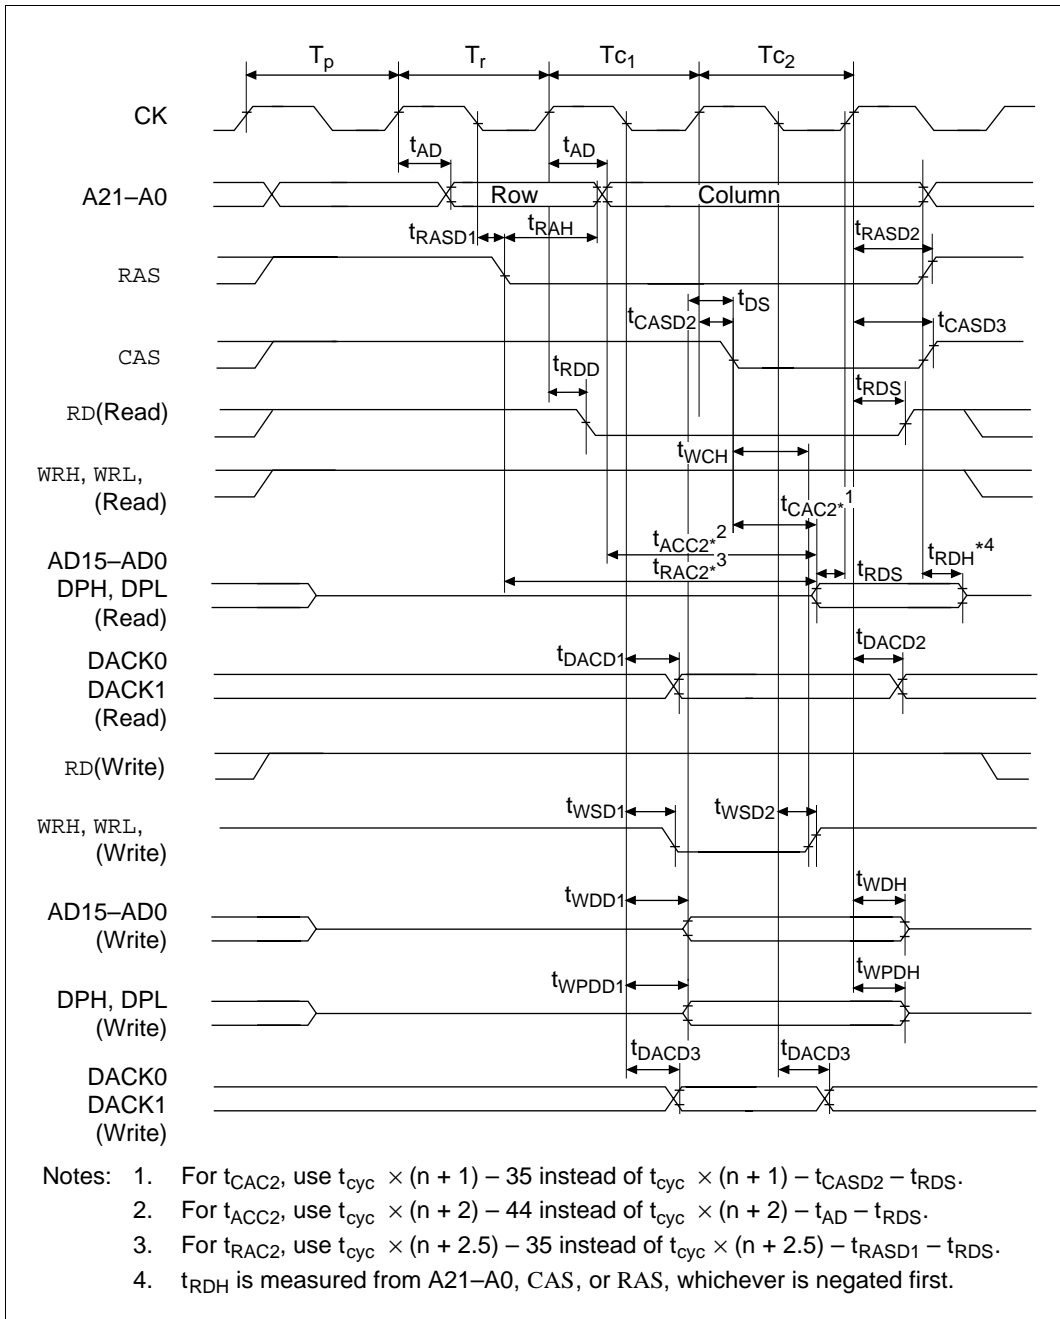 Tp Tr Tc1 Tc2
CK
tAD tAD
A21–A0 Row Column
tRASD1 tRAH tRASD2
RAS
tDS
tCASD2 tCASD3
CAS
tRDD tRDS
RD(Read)
tWCH
WRH, WRL,
(Read)
tCAC2*1
tACC2*2
AD15–AD0 tRDH*4
tRAC2*3 tRDS
DPH, DPL
(Read)
DACK0 tDACD1 tDACD2
DACK1
(Read)
RD(Write)
WRH, WRL, tWSD1 tWSD2
(Write)
tWDD1 tWDH
AD15–AD0
(Write)
tWPDD1 tWPDH
DPH, DPL
(Write)
tDACD3 tDACD3
DACK0
DACK1
(Write)
Notes: 1. For tCAC2, use tcyc × (n + 1) – 35 instead of tcyc × (n + 1) – tCASD2 – tRDS.
2. For tACC2, use tcyc × (n + 2) – 44 instead of tcyc × (n + 2) – tAD – tRDS.
3. For tRAC2, use tcyc × (n + 2.5) – 35 instead of tcyc × (n + 2.5) – tRASD1 – tRDS.
4. tRDH is measured from A21–A0, CAS, or RAS, whichever is negated first.